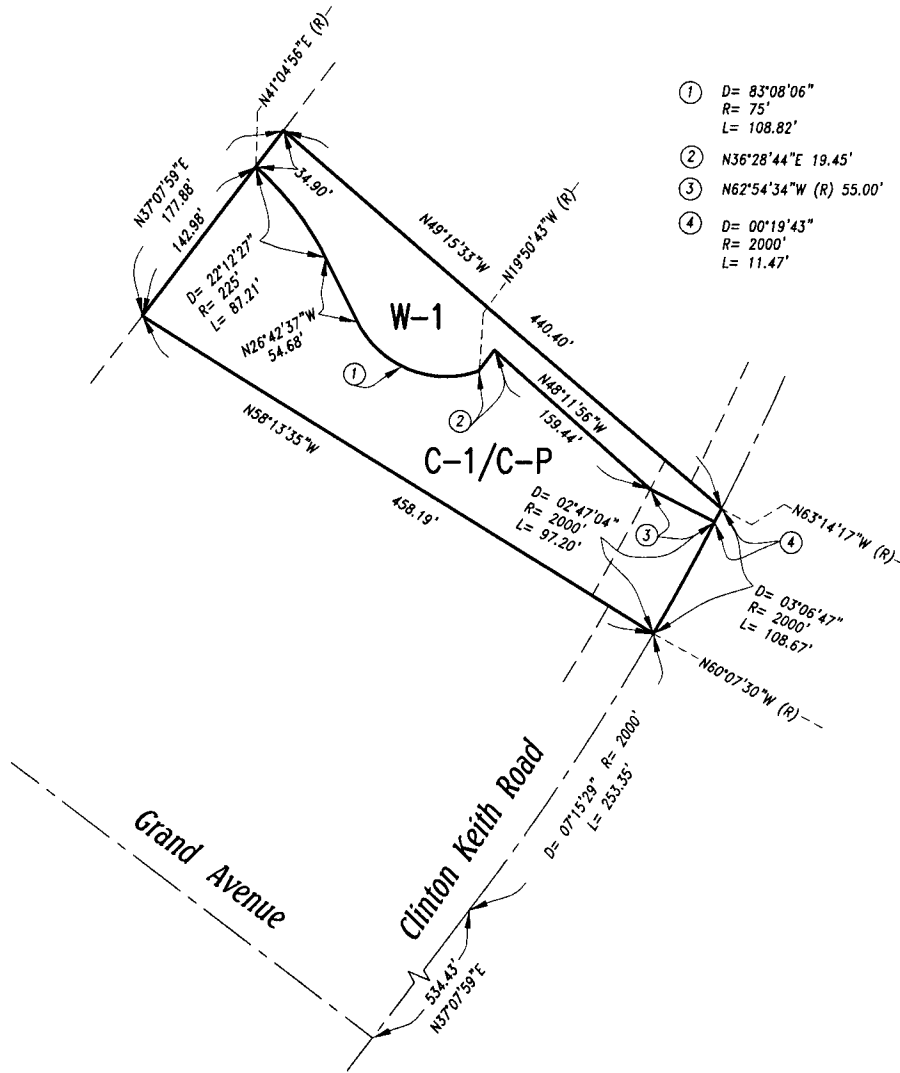 N41°04'56"E (R)
① D= 83°08'06"
R= 75'
L= 108.82'
② N36°28'44"E 19.45'
③ N62°54'34"W (R) 55.00'
④ D= 00°19'43"
R= 2000'
L= 11.47'
N37°07'59"E
177.88'
142.98'
34.90'
N49°15'33"W
440.40'
N19°50'43"W (R)
D= 22°12'27"
R= 225'
L= 87.21'
W-1
N26°42'37"W
54.68'
①
②
N48°11'56"W
159.44'
C-1/C-P
N58°13'35"W
458.19'
D= 02°47'04"
R= 2000'
L= 97.20'
③
④
N63°14'17"W (R)
D= 03°06'47"
R= 2000'
L= 108.67'
N60°07'30"W (R)
D= 07°15'29" R= 2000'
L= 253.35'
Grand Avenue
Clinton Keith Road
534.43'
N37°07'59"E